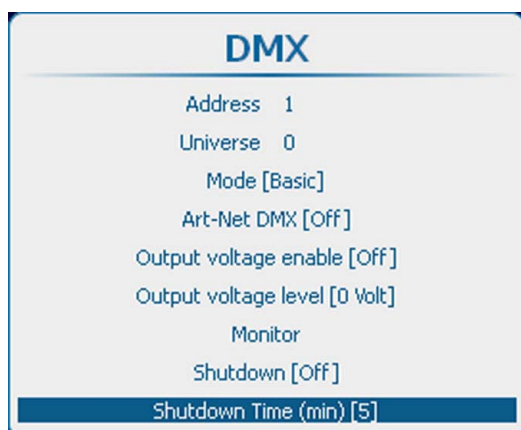 DMX
Address 1
Universe 0
Mode [Basic]
Art-Net DMX [Off]
Output voltage enable [Off]
Output voltage level [0 Volt]
Monitor
Shutdown [Off]
Shutdown Time (min) [5]